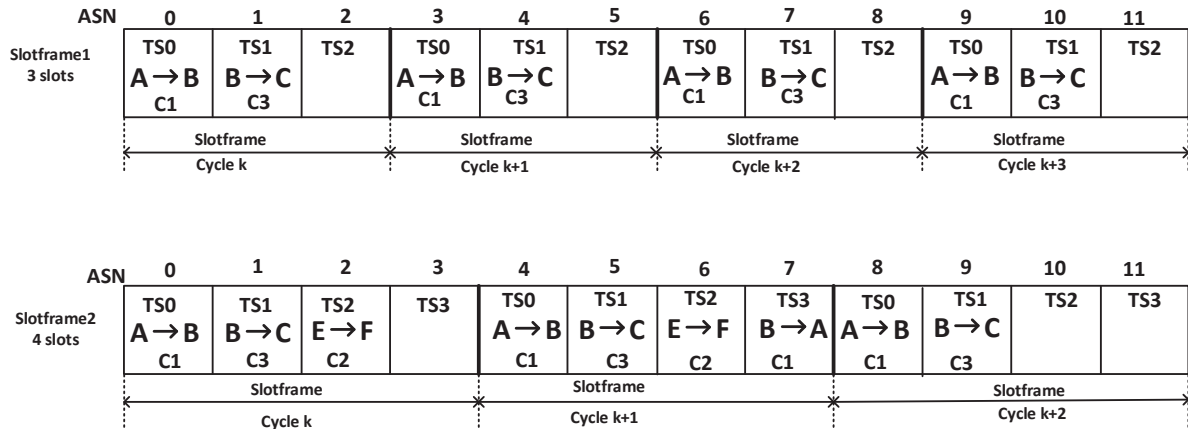 ASN 0 1 2 3 4 5 6 7 8 9 10 11
Slotframe1
3 slots
TS0 TS1 TS2 TS0 TS1 TS2 TS0 TS1 TS2 TS0 TS1 TS2
A → B B → C A → B B → C A → B B → C A → B B → C
C1 C3 C1 C3 C1 C3 C1 C3
Slotframe Slotframe Slotframe Slotframe
Cycle k Cycle k+1 Cycle k+2 Cycle k+3
ASN 0 1 2 3 4 5 6 7 8 9 10 11
Slotframe2
4 slots
TS0 TS1 TS2 TS3 TS0 TS1 TS2 TS3 TS0 TS1 TS2 TS3
A → B B → C E → F A → B B → C E → F B → A A → B B → C
C1 C3 C2 C1 C3 C2 C1 C1 C3
Slotframe Slotframe Slotframe
Cycle k Cycle k+1 Cycle k+2